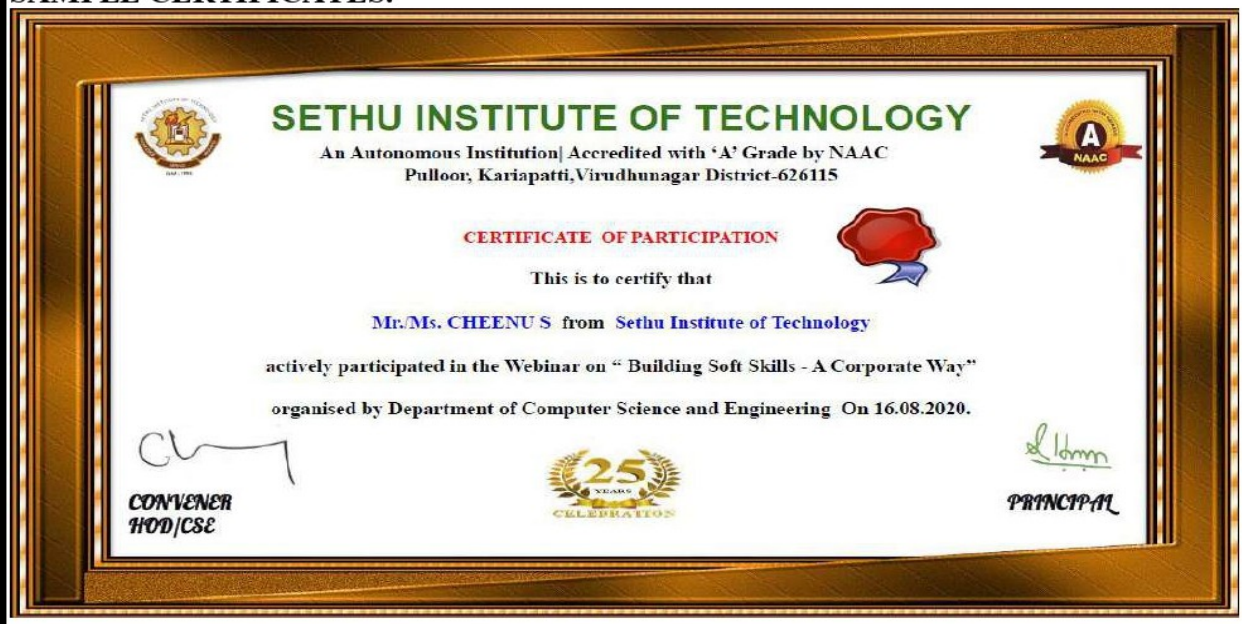 SAMPLE CERTIFICATES:
SETHU INSTITUTE OF TECHNOLOGY
An Autonomous Institution| Accredited with ‘A’ Grade by NAAC
Pulloor, Kariapatti,Virudhunagar District-626115
A
NAAC
CERTIFICATE OF PARTICIPATION
This is to certify that
Mr./Ms. CHEENU S from Sethu Institute of Technology
actively participated in the Webinar on “ Building Soft Skills - A Corporate Way”
organised by Department of Computer Science and Engineering On 16.08.2020.
25
YEARS
CELEBRATION
CONVENER
HOD/CSE
PRINCIPAL